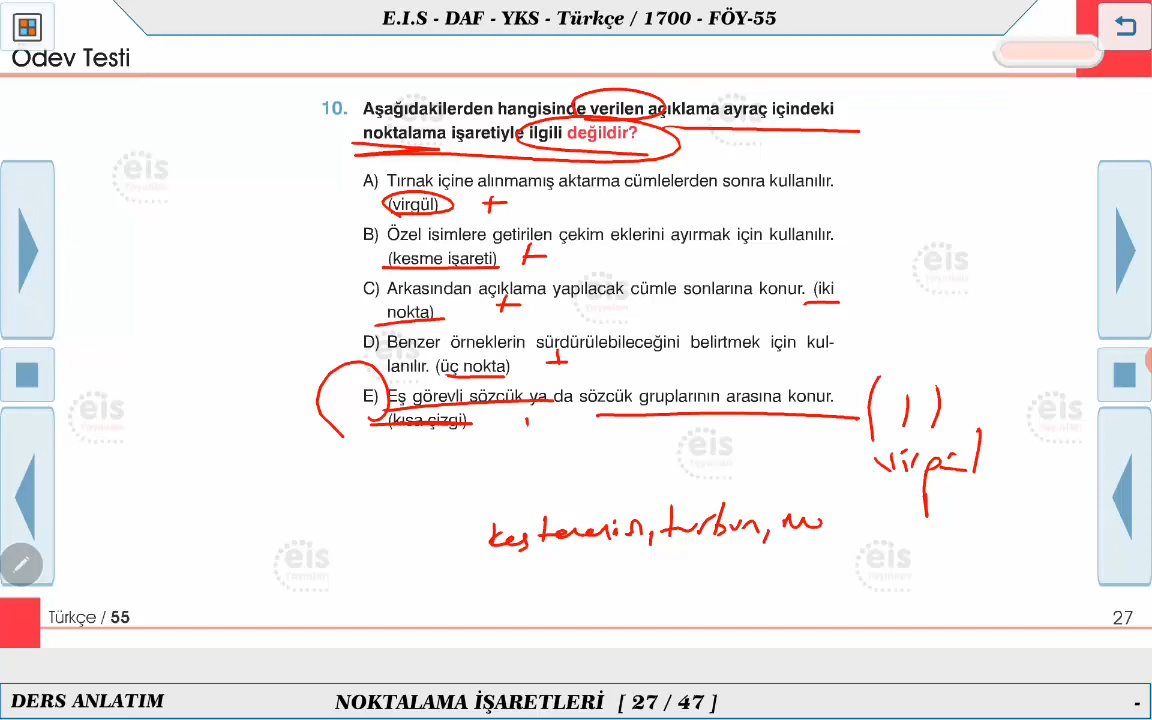 E.I.S - DAF - YKS - Türkçe / 1700 - FÖY-55
Ödev Testi
10. Aşağıdakilerden hangisinde verilen açıklama ayraç içindeki
noktalama işaretiyle ilgili değildir?
A) Tırnak içine alınmamış aktarma cümlelerden sonra kullanılır.
(virgül)
B) Özel isimlere getirilen çekim eklerini ayırmak için kullanılır.
(kesme işareti)
C) Arkasından açıklama yapılacak cümle sonlarına konur. (iki
nokta)
D) Benzer örneklerin sürdürülebileceğini belirtmek için kul-
lanılır. (üç nokta)
E) Eş görevli sözcük ya da sözcük gruplarının arasına konur.
(kısa çizgi)
virgül
Türkçe / 55
27
DERS ANLATIM
NOKTALAMA İŞARETLERİ [ 27 / 47 ]
-